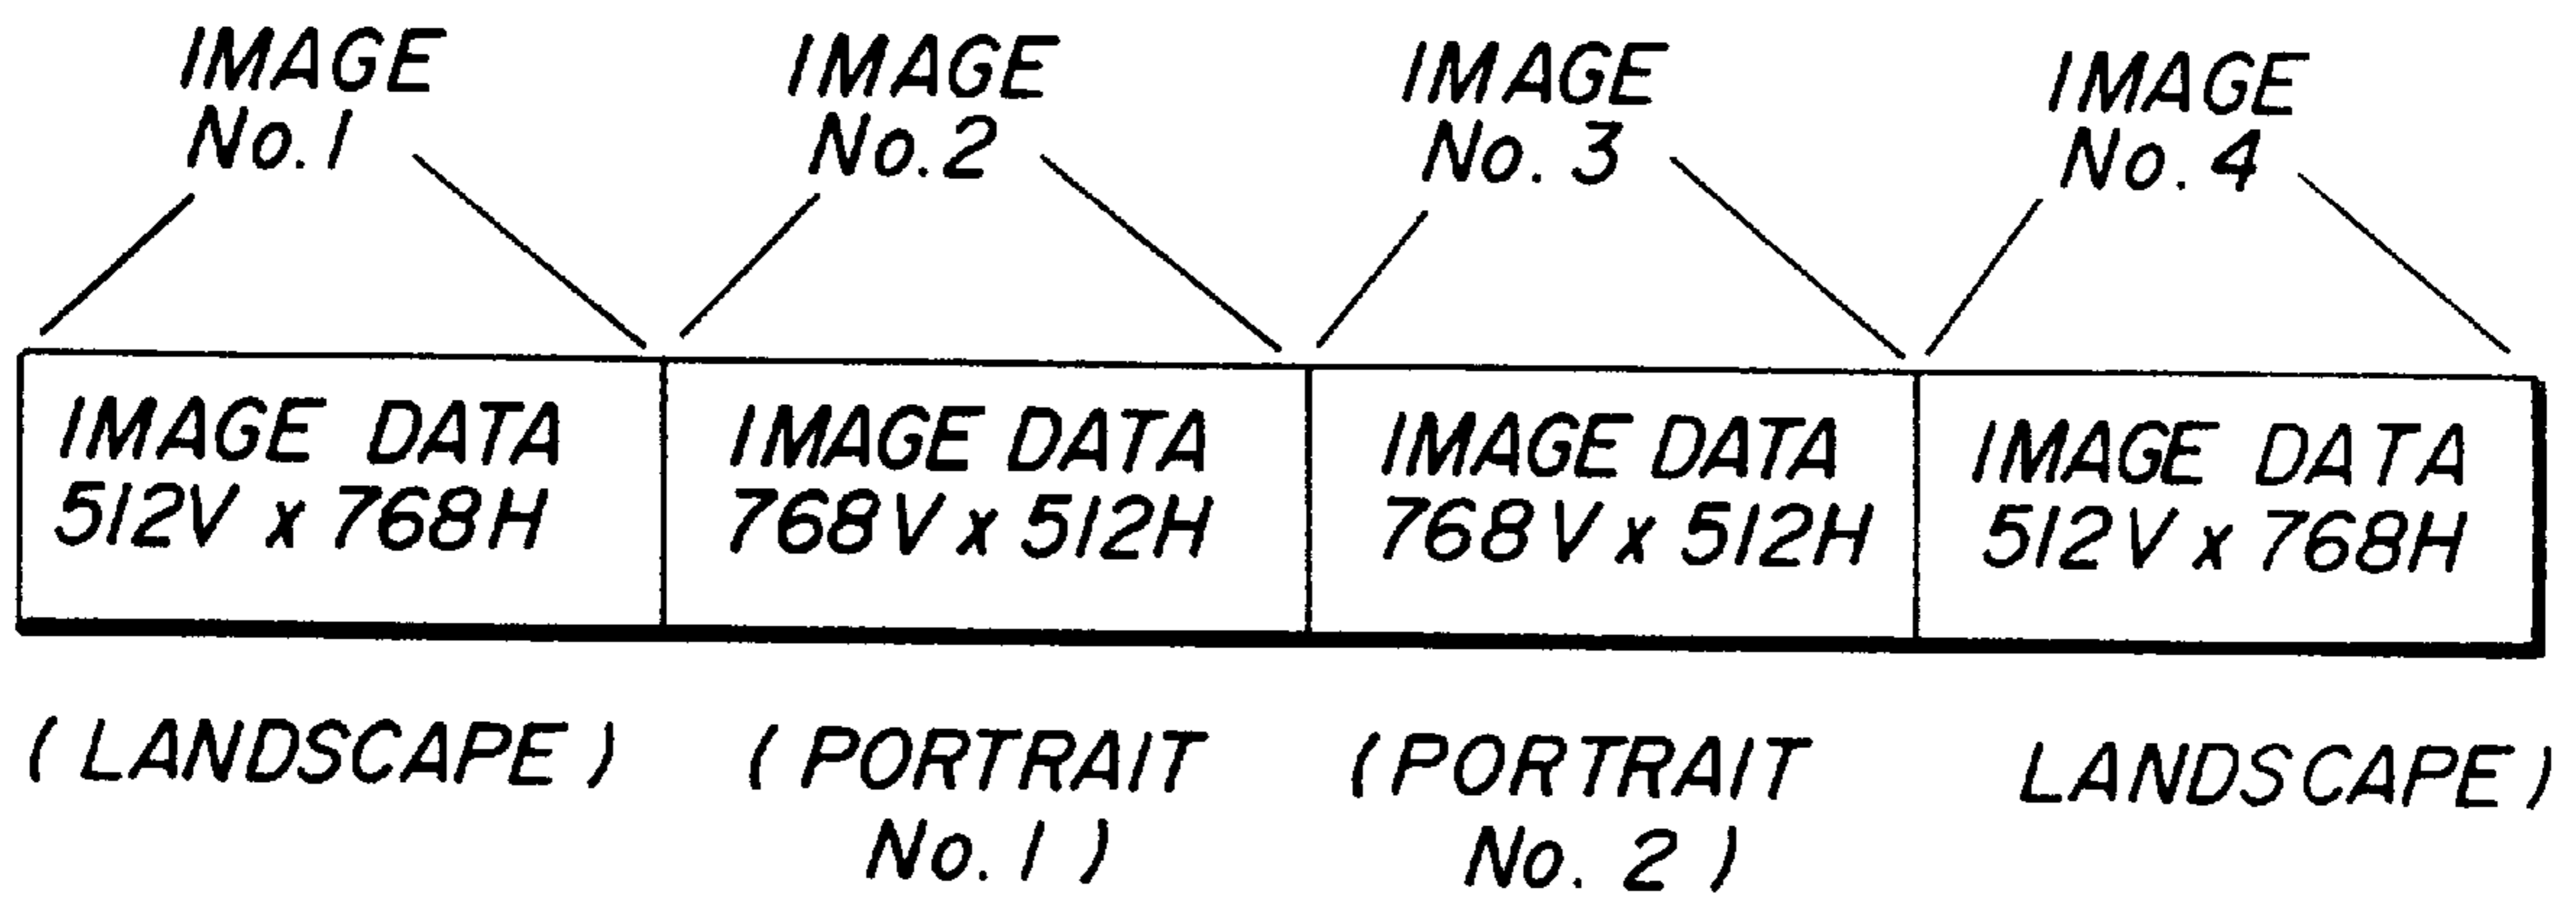 IMAGE
No. 1
IMAGE
No. 2
IMAGE
No. 3
IMAGE
No. 4
IMAGE DATA
512V x 768H
IMAGE DATA
768V x 512H
IMAGE DATA
768V x 512H
IMAGE DATA
512V x 768H
( LANDSCAPE )
( PORTRAIT
No. 1 )
( PORTRAIT
No. 2 )
LANDSCAPE )